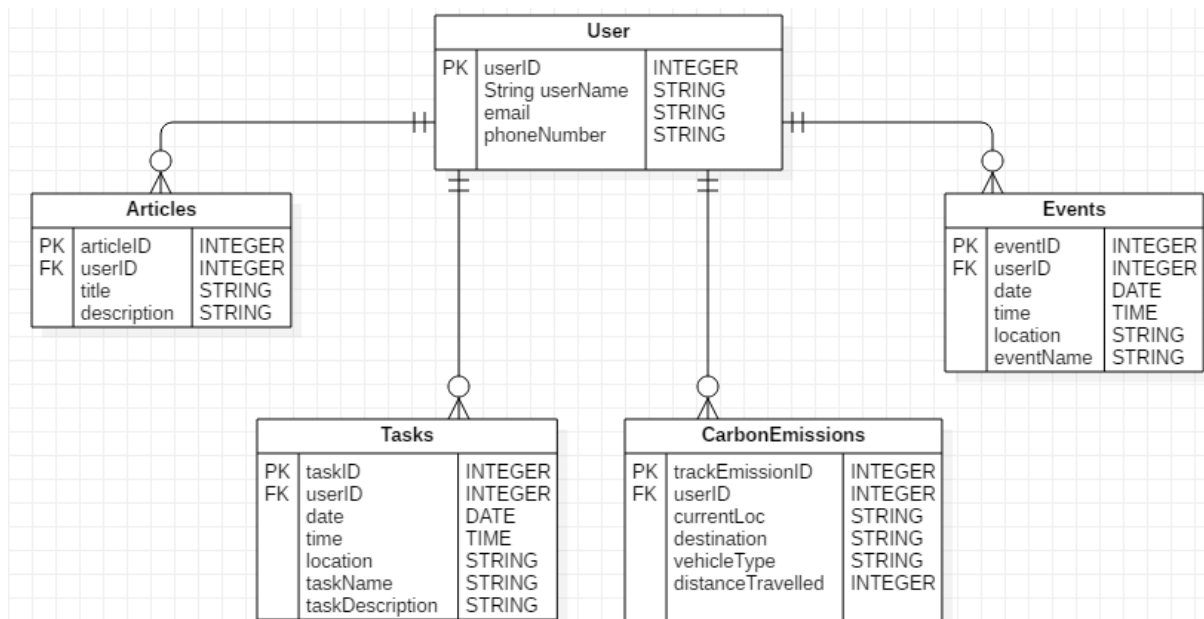 User
PK userID INTEGER
String userName STRING
email STRING
phoneNumber STRING
Articles
PK articleID INTEGER
FK userID INTEGER
title STRING
description STRING
Events
PK eventID INTEGER
FK userID INTEGER
date DATE
time TIME
location STRING
eventName STRING
Tasks
PK taskID INTEGER
FK userID INTEGER
date DATE
time TIME
location STRING
taskName STRING
taskDescription STRING
CarbonEmissions
PK trackEmissionID INTEGER
FK userID INTEGER
currentLoc STRING
destination STRING
vehicleType STRING
distanceTravelled INTEGER